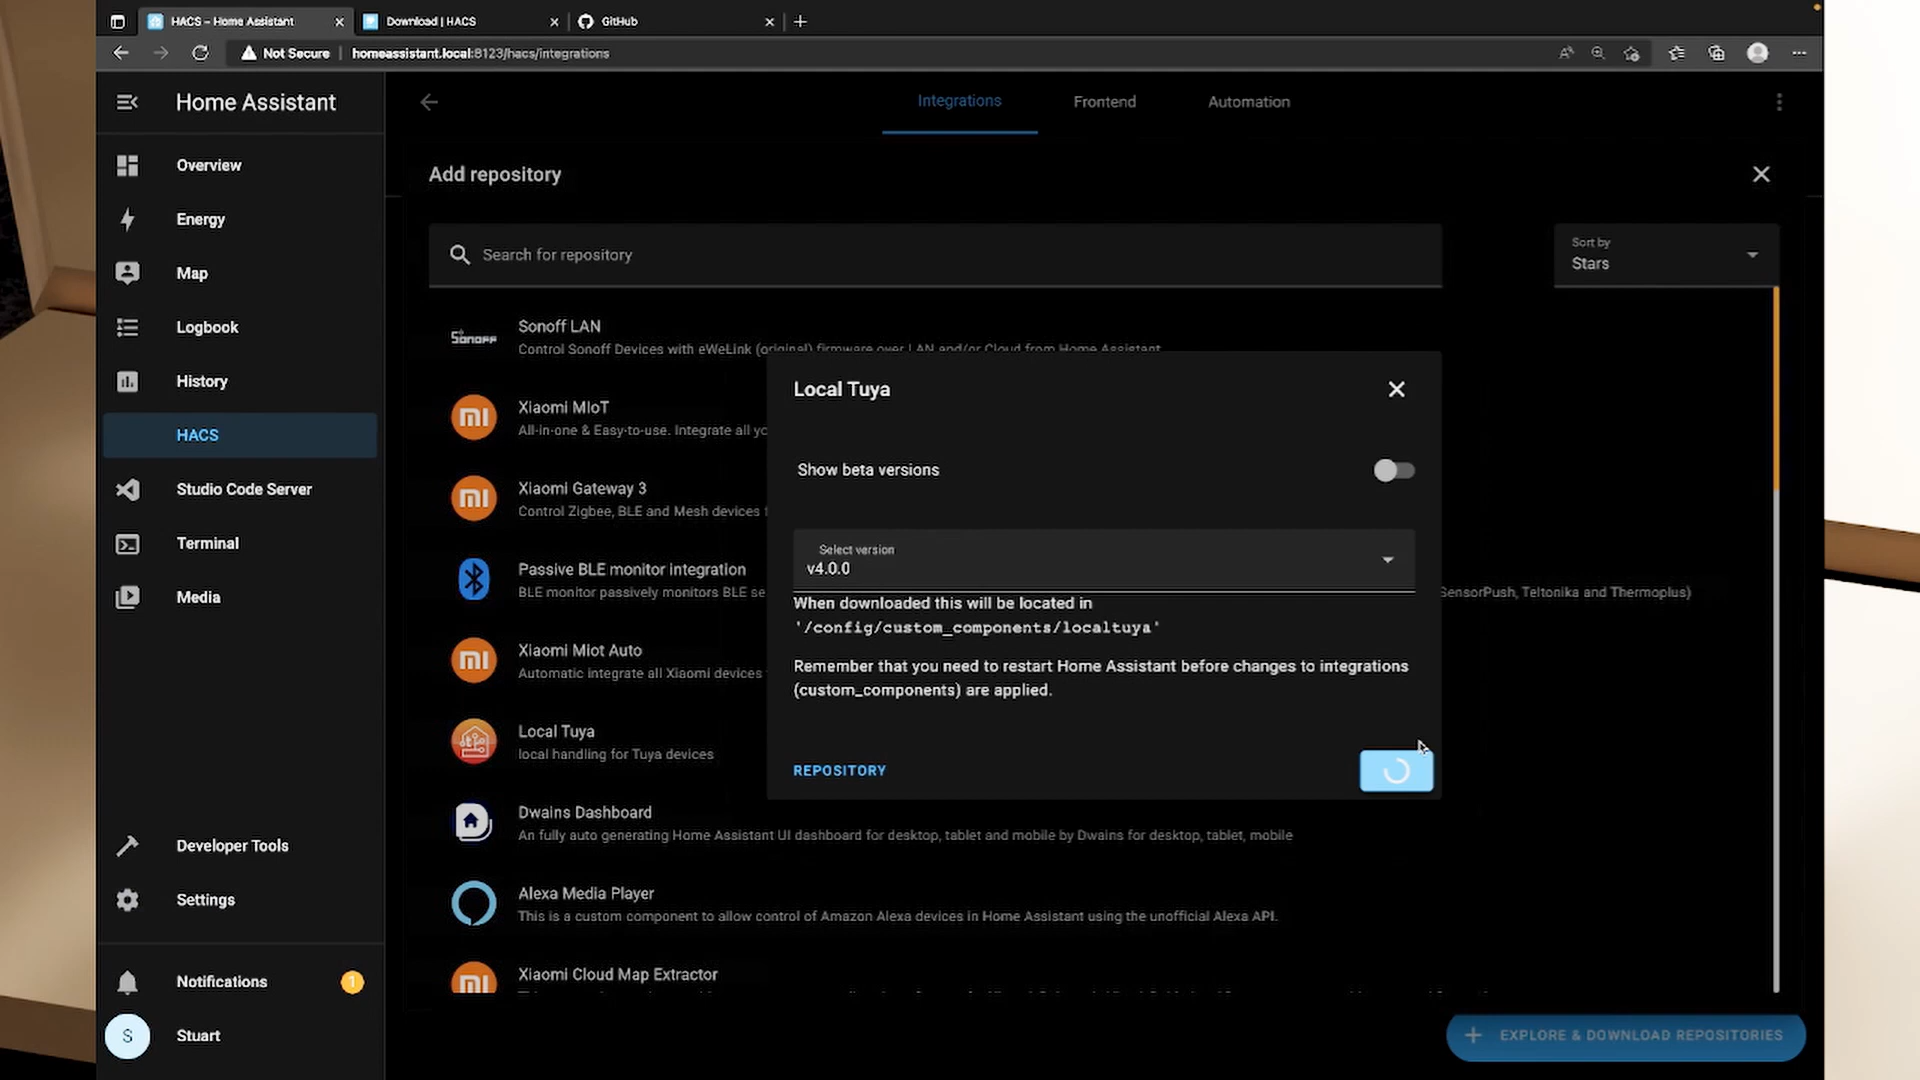 HACS – Home Assistant
Download | HACS
GitHub
Not Secure
homeassistant.local:8123/hacs/integrations
Home Assistant
Integrations
Frontend
Automation
Overview
Energy
Map
Logbook
History
HACS
Studio Code Server
Terminal
Media
Developer Tools
Settings
Notifications
1
S
Stuart
Add repository
Search for repository
Sort by
Stars
SONOFF
Sonoff LAN
Control Sonoff Devices with eWeLink (original) firmware over LAN and/or Cloud from Home Assistant
Xiaomi MIoT
All-in-one & Easy-to-use. Integrate all yo
Xiaomi Gateway 3
Control Zigbee, BLE and Mesh devices f
Passive BLE monitor integration
BLE monitor passively monitors BLE se
SensorPush, Teltonika and Thermoplus)
Xiaomi Miot Auto
Automatic integrate all Xiaomi devices
Local Tuya
local handling for Tuya devices
Dwains Dashboard
An fully auto generating Home Assistant UI dashboard for desktop, tablet and mobile by Dwains for desktop, tablet, mobile
Alexa Media Player
This is a custom component to allow control of Amazon Alexa devices in Home Assistant using the unofficial Alexa API.
Xiaomi Cloud Map Extractor
Local Tuya
Show beta versions
Select version
v4.0.0
When downloaded this will be located in
'/config/custom_components/localtuya'
Remember that you need to restart Home Assistant before changes to integrations
(custom_components) are applied.
REPOSITORY
EXPLORE & DOWNLOAD REPOSITORIES